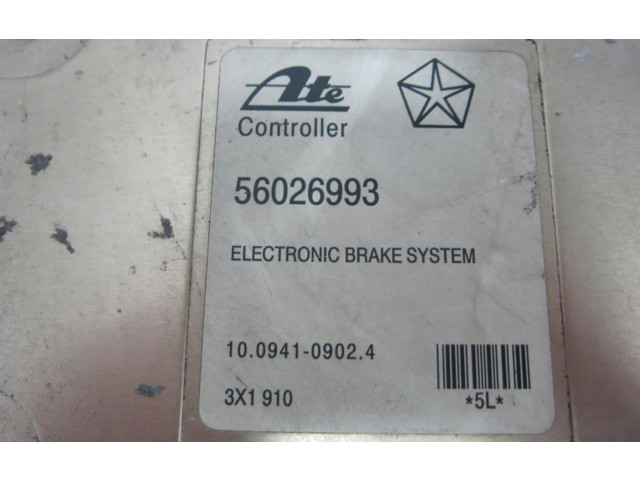 Ate
Controller
56026993
ELECTRONIC BRAKE SYSTEM
10.0941-0902.4
3X1 910
*5L*